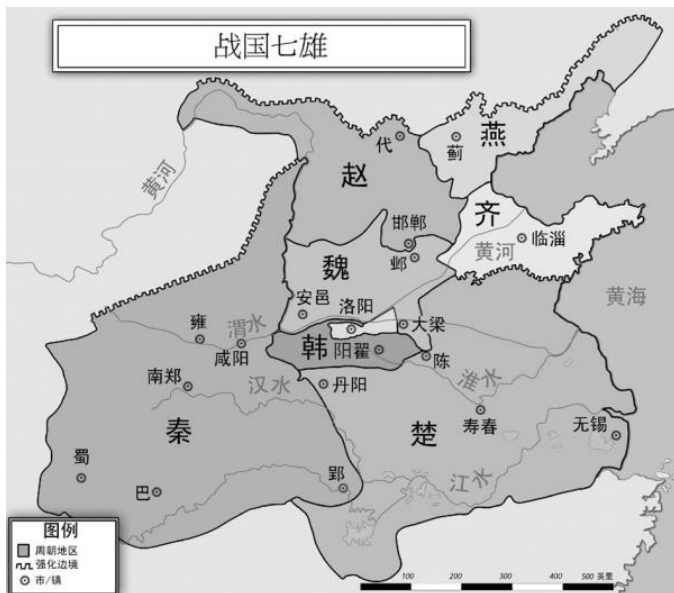 战国七雄
代
燕
蓟
黄河
赵
齐
邯郸
临淄
黄河
邺
魏
安邑
洛阳
黄海
大梁
雍
渭水
咸阳
韩
阳翟
陈
南郑
汉水
丹阳
淮水
秦
楚
寿春
无锡
蜀
巴
郢
江水
图例
周朝地区
强化边境
市/镇
100 200 300 400 500 英里